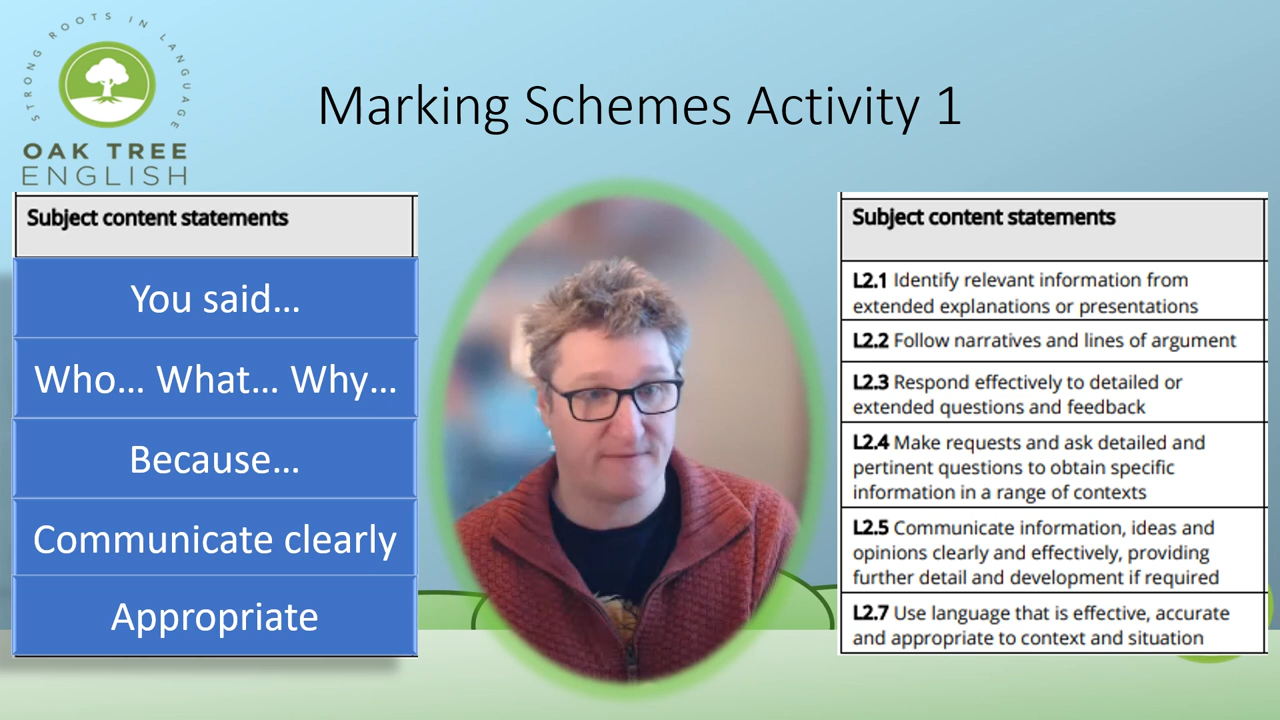 STRONG ROOTS IN LANGUAGE
OAK TREE
ENGLISH
Marking Schemes Activity 1
Subject content statements
You said...
Who... What... Why...
Because...
Communicate clearly
Appropriate
Subject content statements
L2.1 Identify relevant information from
extended explanations or presentations
L2.2 Follow narratives and lines of argument
L2.3 Respond effectively to detailed or
extended questions and feedback
L2.4 Make requests and ask detailed and
pertinent questions to obtain specific
information in a range of contexts
L2.5 Communicate information, ideas and
opinions clearly and effectively, providing
further detail and development if required
L2.7 Use language that is effective, accurate
and appropriate to context and situation